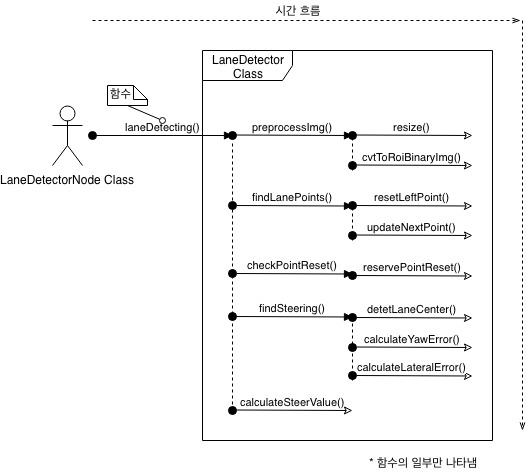 시간 흐름
LaneDetector
Class
함수
laneDetecting()
preprocessImg()
resize()
cvtToRoiBinaryImg()
LaneDetectorNode Class
findLanePoints()
resetLeftPoint()
updateNextPoint()
checkPointReset()
reservePointReset()
findSteering()
detetLaneCenter()
calculateYawError()
calculateLateralError()
calculateSteerValue()
* 함수의 일부만 나타냄